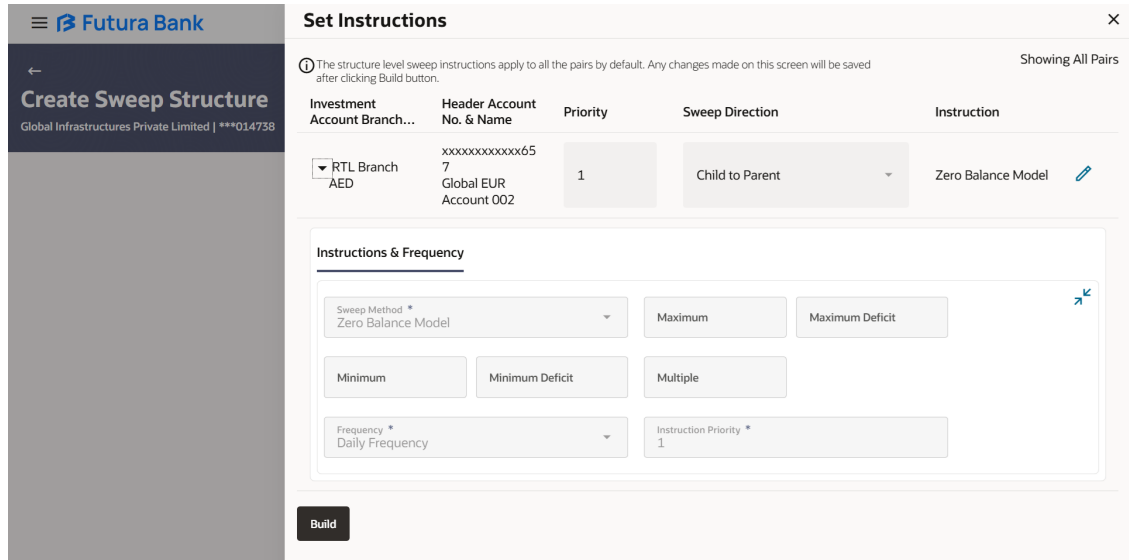 Futura Bank
Create Sweep Structure
Global Infrastructures Private Limited | ***014738
Set Instructions
The structure level sweep instructions apply to all the pairs by default. Any changes made on this screen will be saved
after clicking Build button.
Showing All Pairs
Investment
Account Branch...
Header Account
No. & Name
Priority
Sweep Direction
Instruction
RTL Branch
AED
xxxxxxxxxxxx65
7
Global EUR
Account 002
1
Child to Parent
Zero Balance Model
Instructions & Frequency
Sweep Method *
Zero Balance Model
Maximum
Maximum Deficit
Minimum
Minimum Deficit
Multiple
Frequency *
Daily Frequency
Instruction Priority *
1
Build